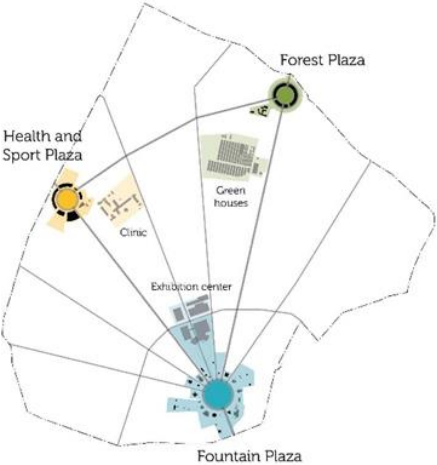 Forest Plaza
Health and
Sport Plaza
Green
houses
Clinic
Exhibition center
Fountain Plaza